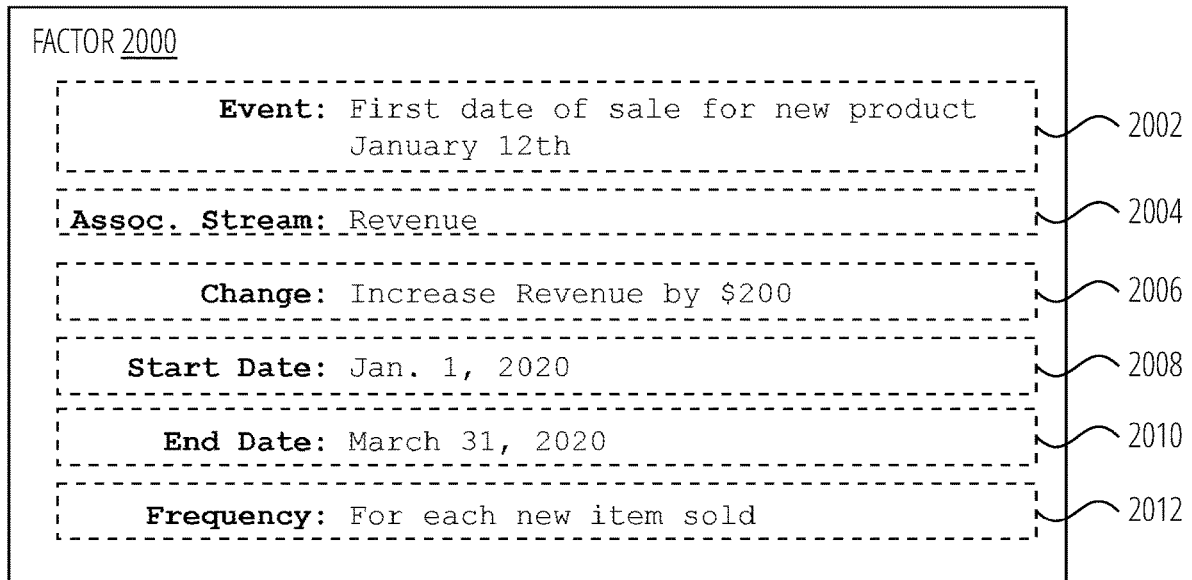 FACTOR 2000
Event: First date of sale for new product
January 12th
2002
Assoc. Stream: Revenue
2004
Change: Increase Revenue by $200
2006
Start Date: Jan. 1, 2020
2008
End Date: March 31, 2020
2010
Frequency: For each new item sold
2012